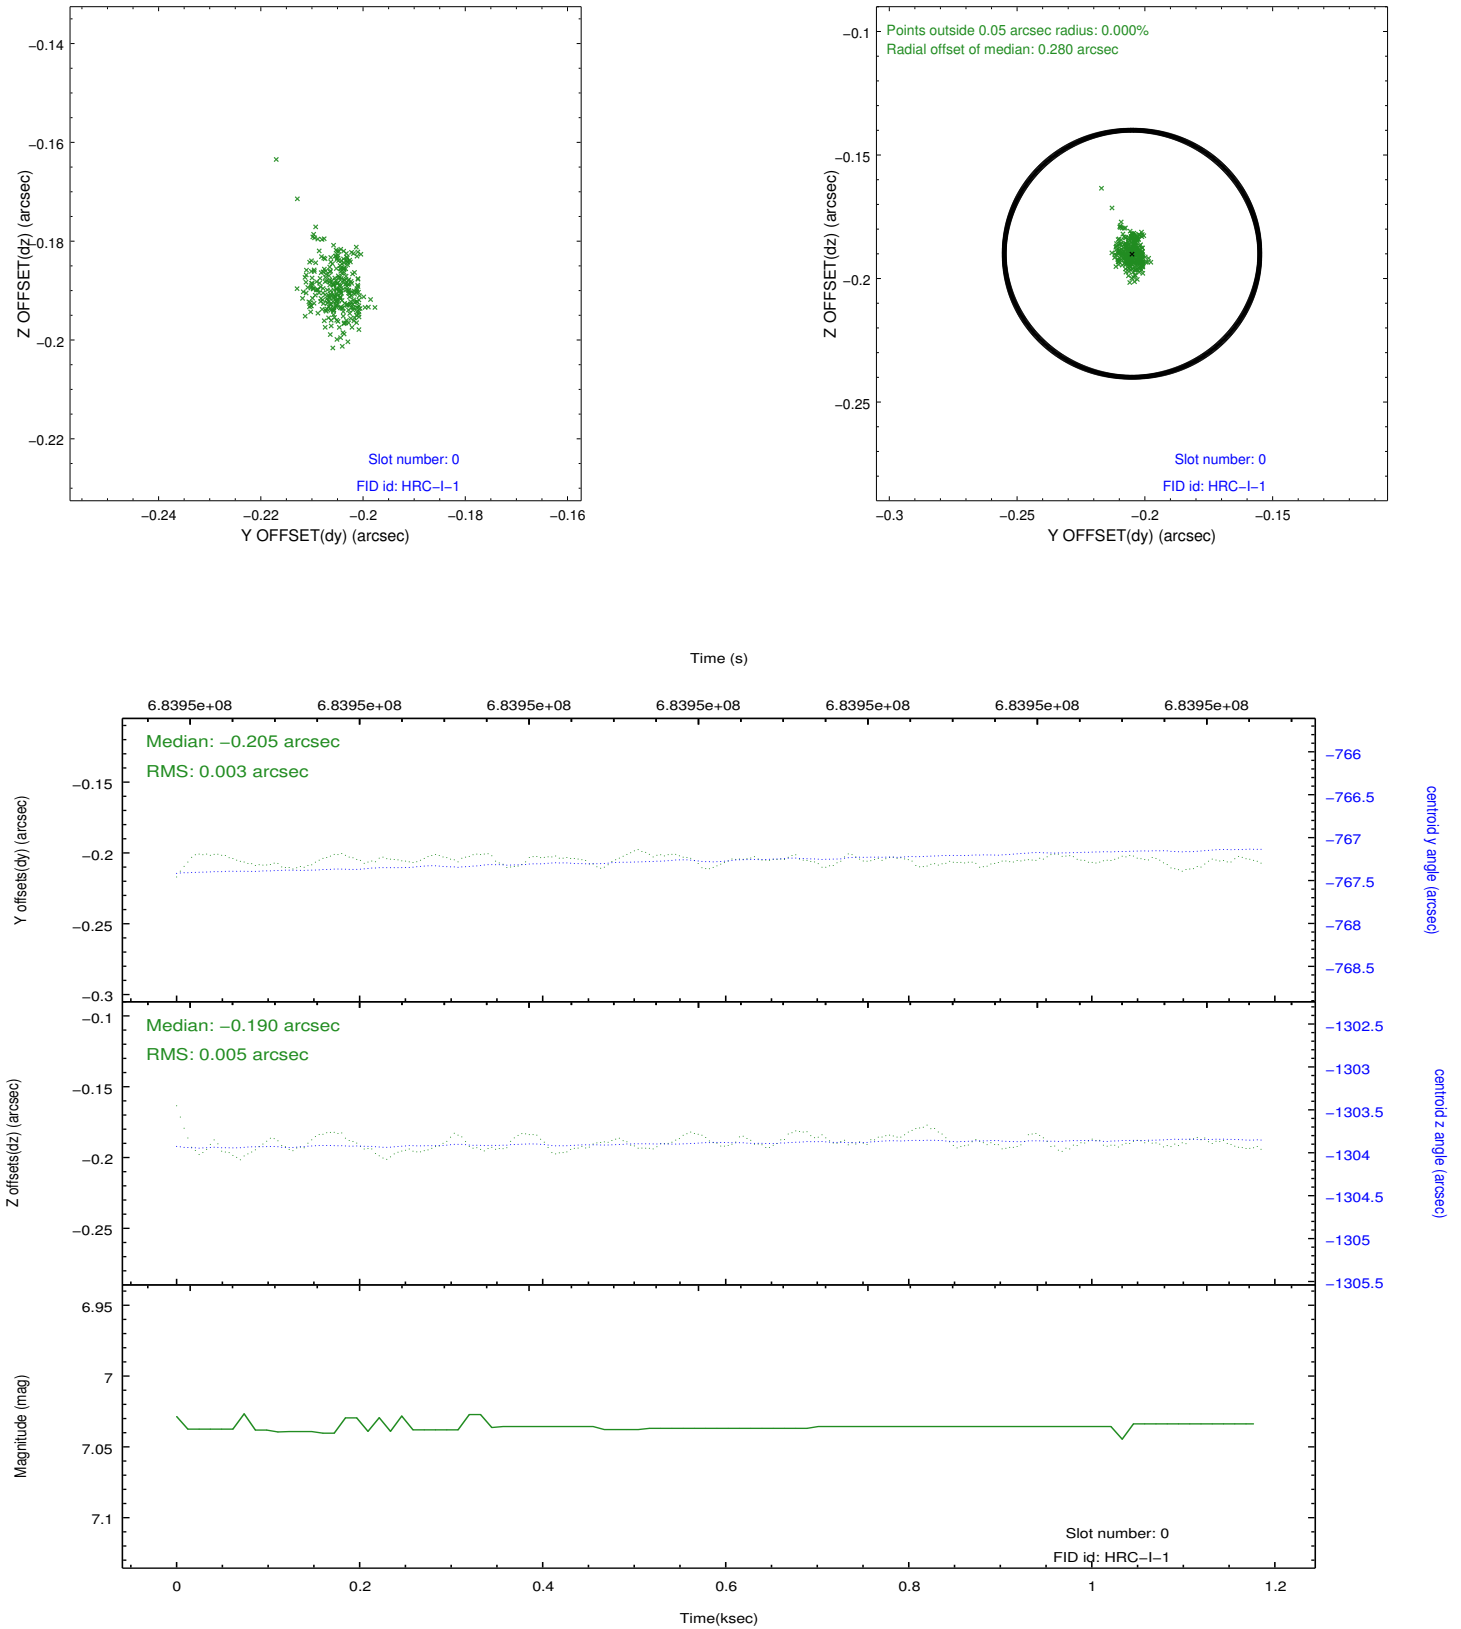 −0.14
−0.16
−0.18
−0.2
−0.22
Z OFFSET(dz) (arcsec)
Slot number: 0
FID id: HRC−I−1
−0.24
−0.22
−0.2
−0.18
−0.16
Y OFFSET(dy) (arcsec)
Points outside 0.05 arcsec radius: 0.000%
Radial offset of median: 0.280 arcsec
−0.1
−0.15
−0.2
−0.25
Z OFFSET(dz) (arcsec)
Slot number: 0
FID id: HRC−I−1
−0.3
−0.25
−0.2
−0.15
Y OFFSET(dy) (arcsec)
Time (s)
6.8395e+08
6.8395e+08
6.8395e+08
6.8395e+08
6.8395e+08
6.8395e+08
6.8395e+08
Median: −0.205 arcsec
RMS: 0.003 arcsec
−0.15
−0.2
−0.25
−0.3
Y offsets(dy) (arcsec)
−766
−766.5
−767
−767.5
−768
−768.5
centroid y angle (arcsec)
Median: −0.190 arcsec
RMS: 0.005 arcsec
−0.1
−0.15
−0.2
−0.25
Z offsets(dz) (arcsec)
−1302.5
−1303
−1303.5
−1304
−1304.5
−1305
−1305.5
centroid z angle (arcsec)
6.95
7
7.05
7.1
Magnitude (mag)
Slot number: 0
FID id: HRC−I−1
0
0.2
0.4
0.6
0.8
1
1.2
Time(ksec)